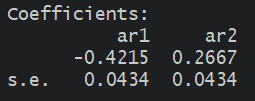 Coefficients:
ar1 ar2
-0.4215 0.2667
s.e. 0.0434 0.0434